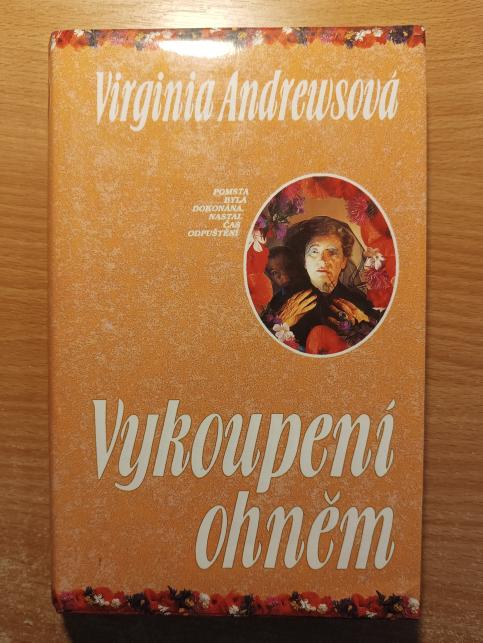 Virginia Andrewsová
POMSTA
BYLA
DOKONÁNA.
NASTAL
ČAS
ODPUŠTĚNÍ
Vykoupení
ohněm